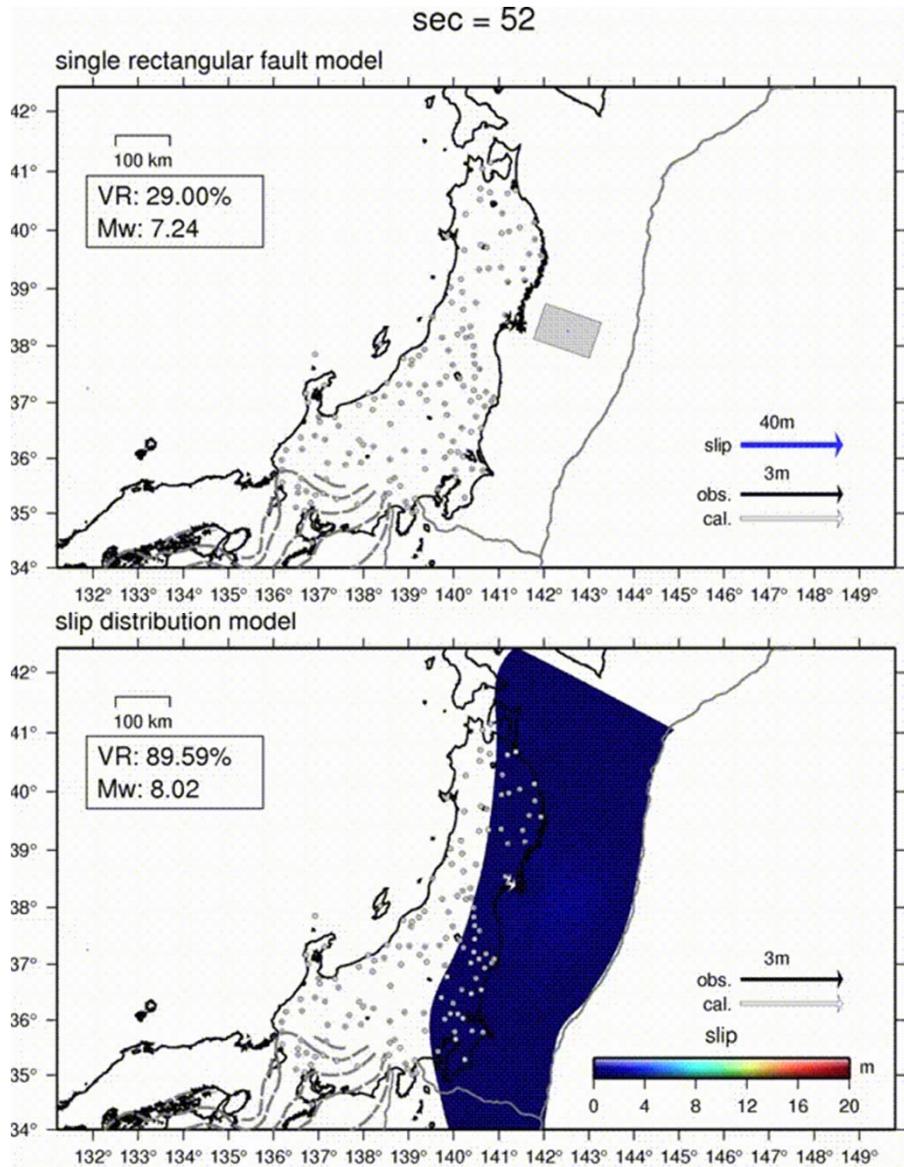 sec = 52
single rectangular fault model
42°
100 km
41°
VR: 29.00%
Mw: 7.24
40°
39°
38°
37°
40m
slip
36°
3m
obs.
35°
cal.
34°
132° 133° 134° 135° 136° 137° 138° 139° 140° 141° 142° 143° 144° 145° 146° 147° 148° 149°
slip distribution model
42°
100 km
41°
VR: 89.59%
Mw: 8.02
40°
39°
38°
37°
3m
obs.
cal.
36°
slip
35°
m
0 4 8 12 16 20
34°
132° 133° 134° 135° 136° 137° 138° 139° 140° 141° 142° 143° 144° 145° 146° 147° 148° 149°